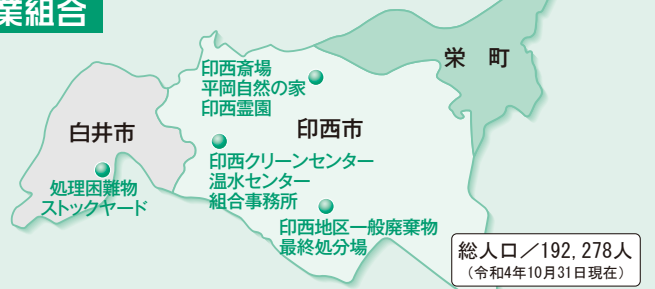 業組合
栄 町
印西斎場
平岡自然の家
印西霊園
印西市
白井市
印西クリーンセンター
温水センター
組合事務所
処理困難物
ストックヤード
印西地区一般廃棄物
最終処分場
総人口／192,278人
（令和4年10月31日現在）